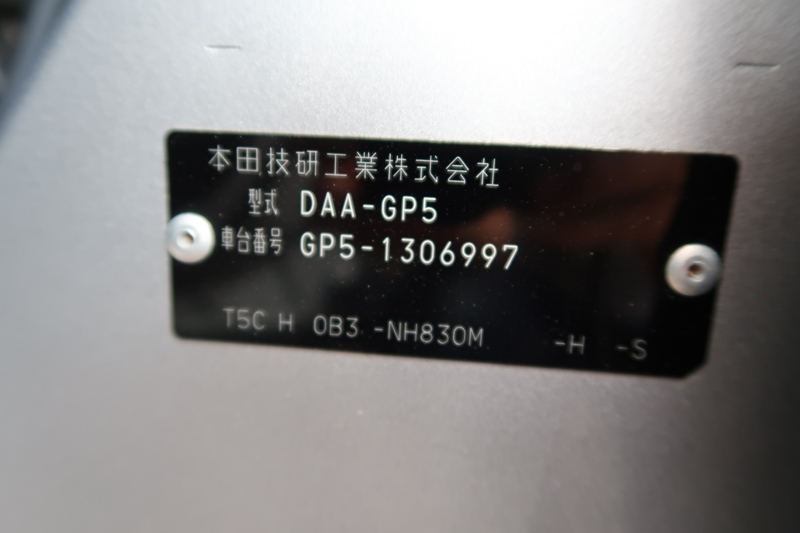 本田技研工業株式会社
型式 DAA-GP5
車台番号 GP5-1306997
T5C H 0B3 -NH830M -H -S